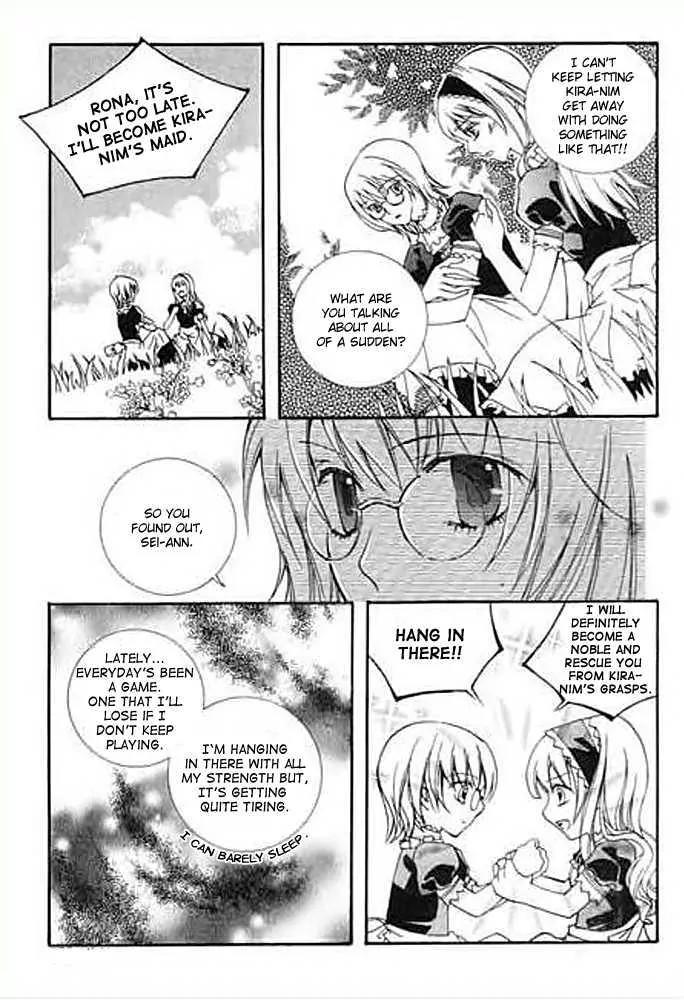 RONA, IT'S
NOT TOO LATE.
I'LL BECOME KIRA-
NIM'S MAID.
I CAN'T
KEEP LETTING
KIRA-NIM
GET AWAY
WITH DOING
SOMETHING
LIKE THAT!!
WHAT ARE
YOU TALKING
ABOUT ALL
OF A SUDDEN?
SO YOU
FOUND OUT,
SEI-ANN.
LATELY...
EVERYDAY'S BEEN
A GAME.
ONE THAT I'LL
LOSE IF I
DON'T KEEP
PLAYING.
I'M HANGING
IN THERE WITH ALL
MY STRENGTH BUT,
IT'S GETTING
QUITE TIRING.
I CAN BARELY SLEEP.
HANG IN
THERE!!
I WILL
DEFINITELY
BECOME A
NOBLE AND
RESCUE YOU
FROM KIRA-
NIM'S GRASPS.